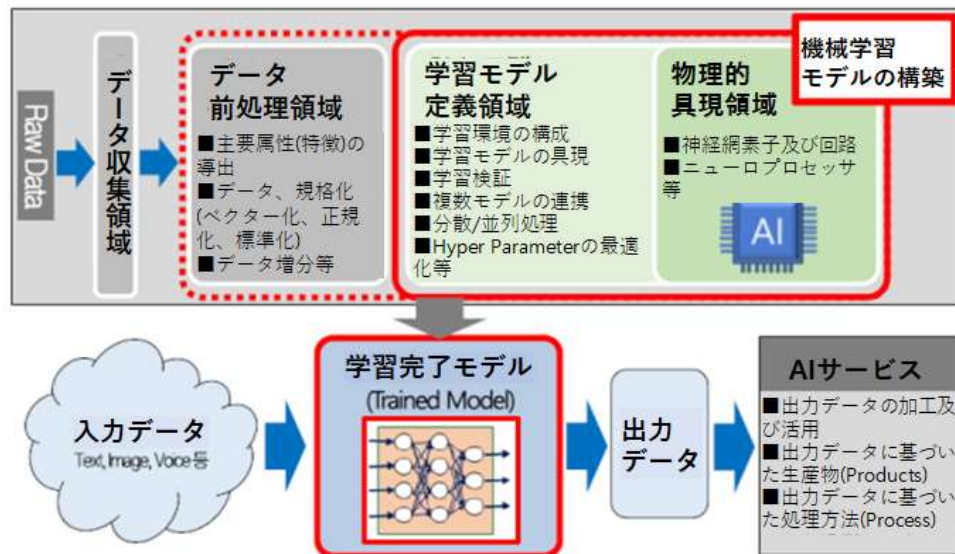 Raw Data
データ収集領域
データ
前処理領域
■主要属性(特徴)の
導出
■データ、規格化
(ベクター化、正規
化、標準化)
■データ増分等
学習モデル
定義領域
■学習環境の構成
■学習モデルの具現
■学習検証
■複数モデルの連携
■分散/並列処理
■Hyper Parameterの最適
化等
物理的
具現領域
■神経網素子及び回路
■ニューロプロセッサ
等
AI
機械学習
モデルの構築
入力データ
Text, Image, Voice 등
学習完了モデル
(Trained Model)
出力
データ
AIサービス
■出力データの加工及
び活用
■出力データに基づい
た生産物(Products)
■出力データに基づい
た処理方法(Process)